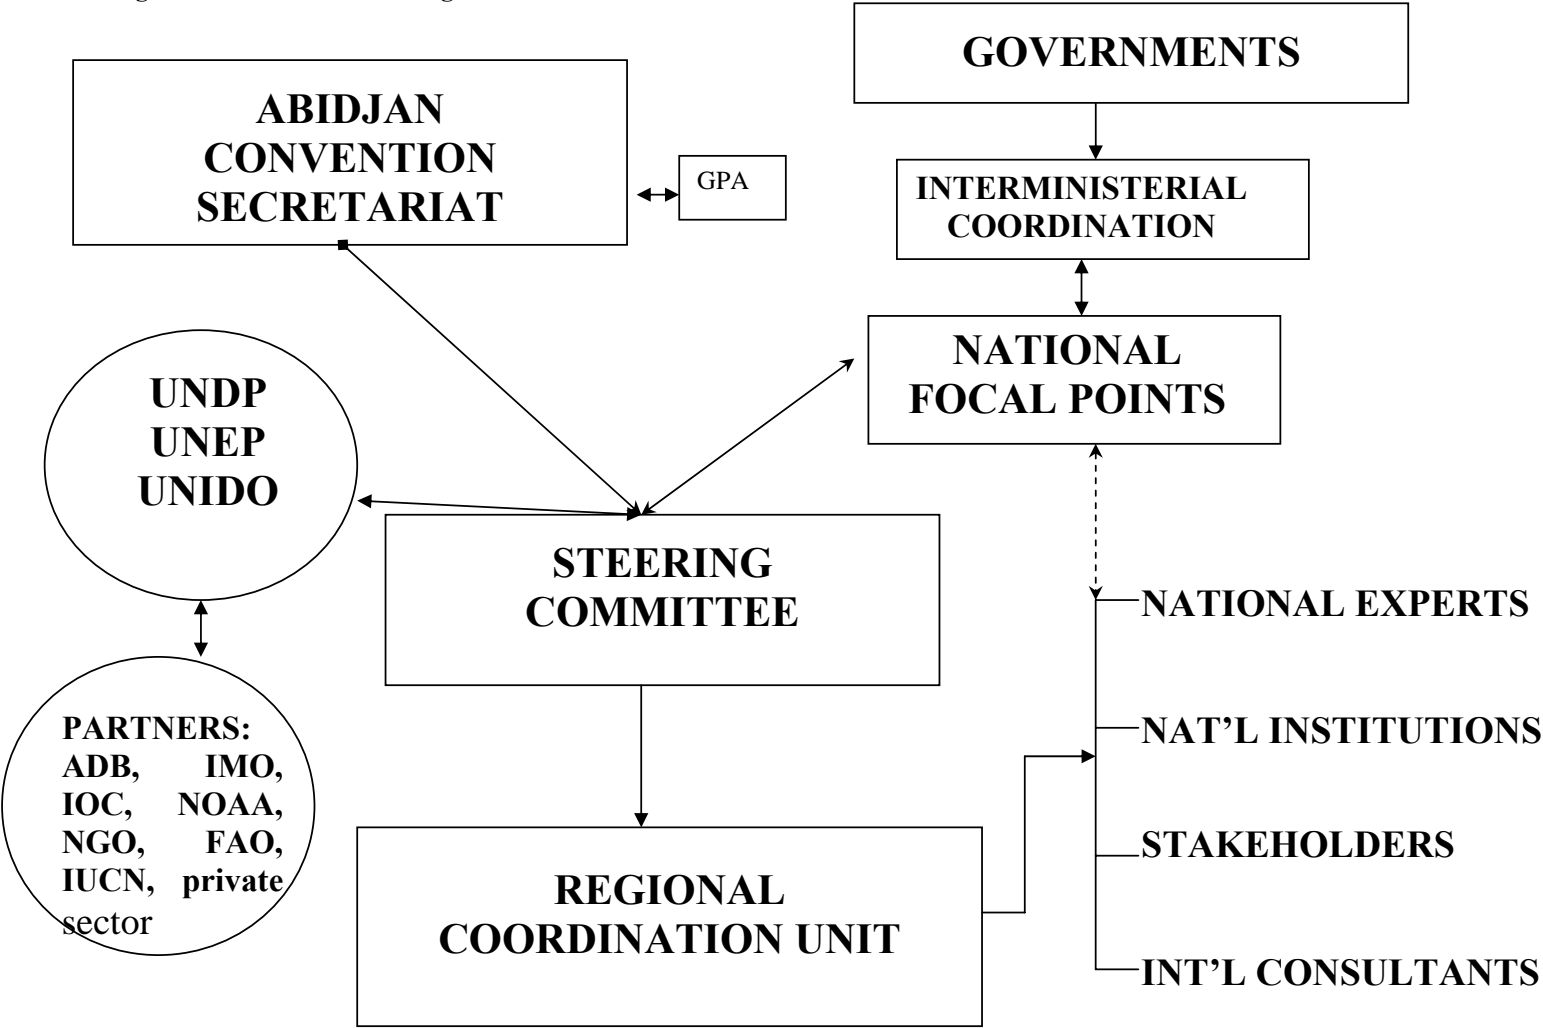 GOVERNMENTS
ABIDJAN
CONVENTION
SECRETARIAT
GPA
INTERMINISTERIAL
COORDINATION
NATIONAL
FOCAL POINTS
UNDP
UNEP
UNIDO
STEERING
COMMITTEE
NATIONAL EXPERTS
PARTNERS:
ADB, IMO,
IOC, NOAA,
NGO, FAO,
IUCN, private
sector
NAT’L INSTITUTIONS
STAKEHOLDERS
REGIONAL
COORDINATION UNIT
INT’L CONSULTANTS